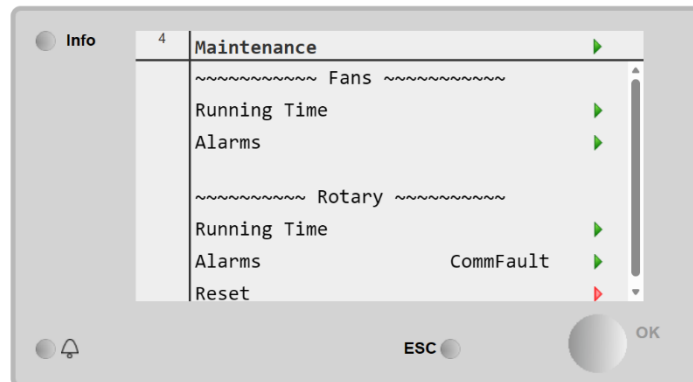 Info
4
Maintenance
~~~~~~~~~~~ Fans ~~~~~~~~~~~
Running Time
Alarms
~~~~~~~~~~ Rotary ~~~~~~~~~~
Running Time
Alarms CommFault
Reset
ESC
OK